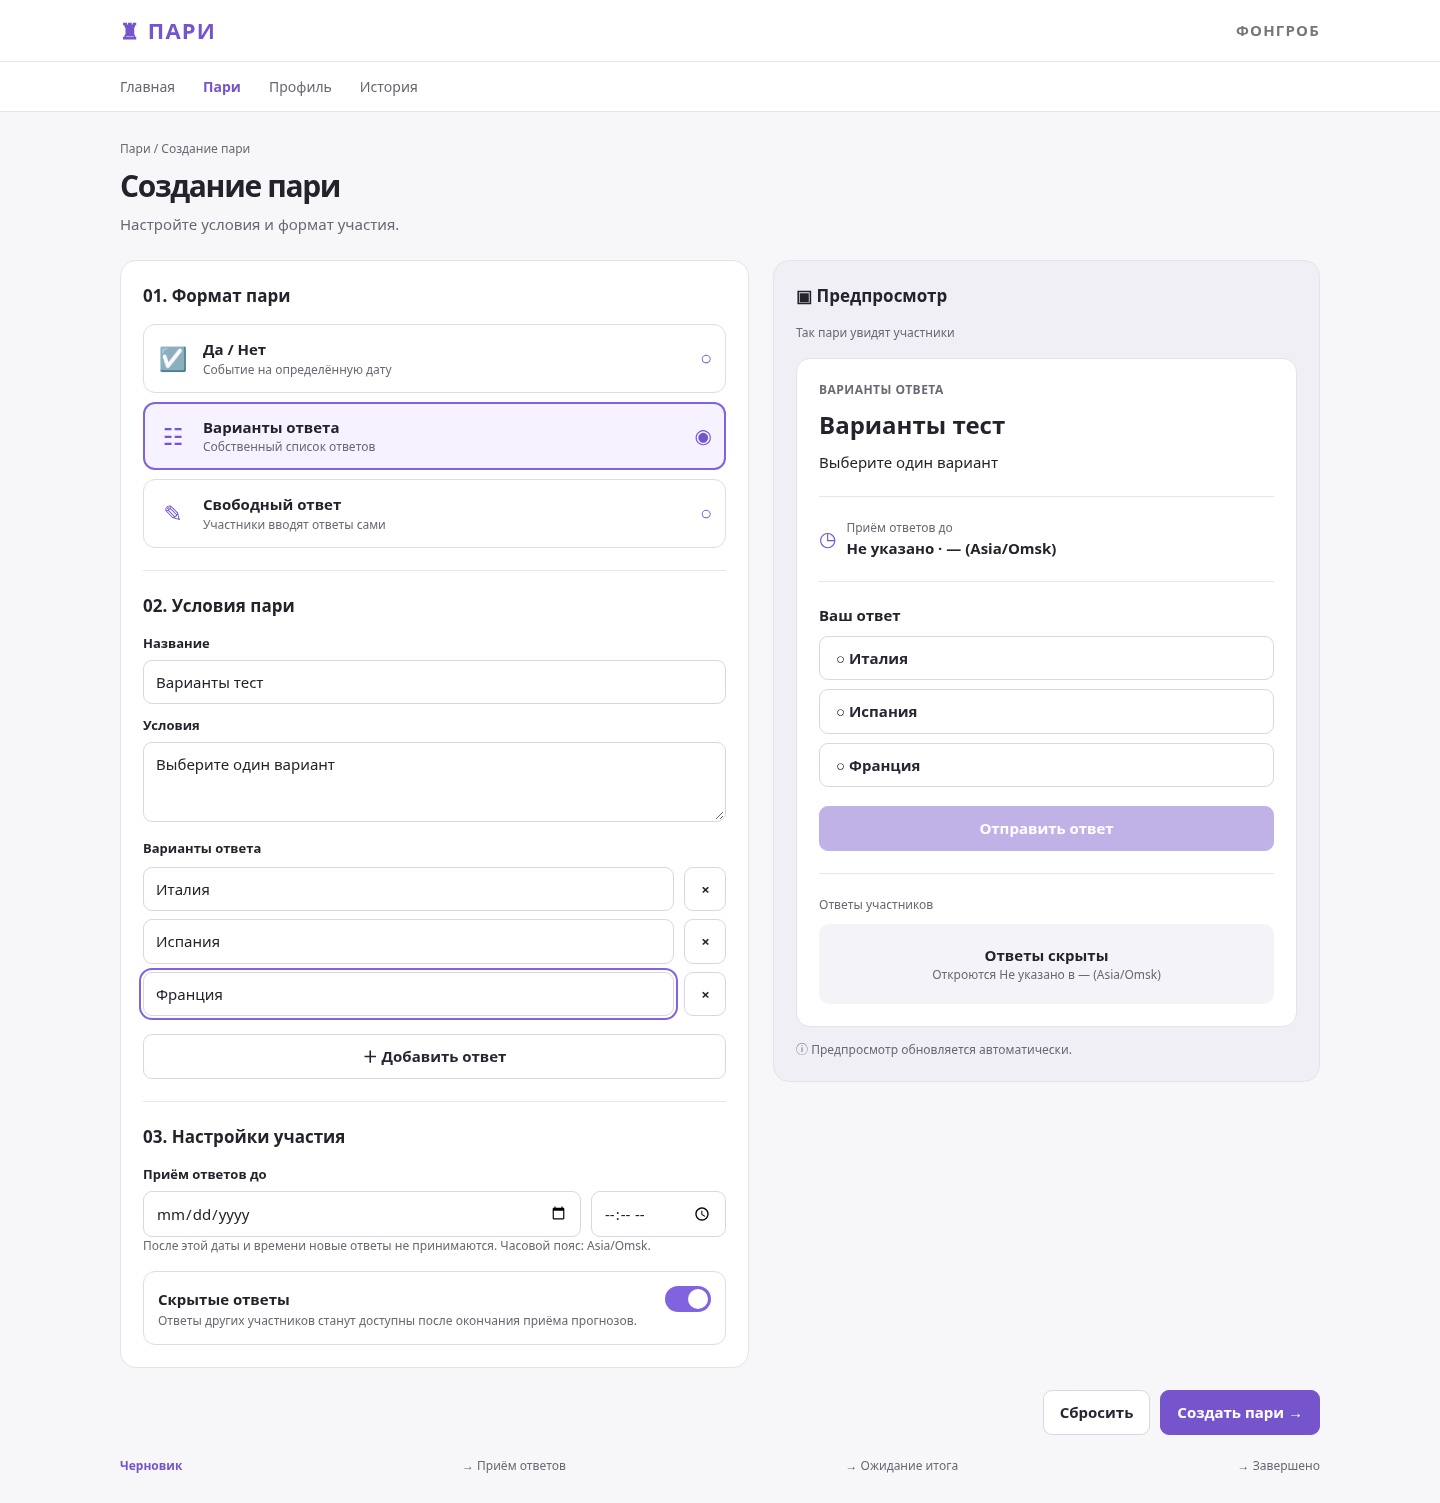 ♜ ПАРИ
ФОНГРОБ
Главная
Пари
Профиль
История
Пари / Создание пари
Создание пари
Настройте условия и формат участия.
01. Формат пари
Да / Нет
Событие на определённую дату
Варианты ответа
Собственный список ответов
Свободный ответ
Участники вводят ответы сами
02. Условия пари
Название
Варианты тест
Условия
Выберите один вариант
Варианты ответа
Италия ×
Испания ×
Франция ×
+ Добавить ответ
03. Настройки участия
Приём ответов до
mm/dd/yyyy
--:-- --
После этой даты и времени новые ответы не принимаются. Часовой пояс: Asia/Omsk.
Скрытые ответы
Ответы других участников станут доступны после окончания приёма прогнозов.
▣ Предпросмотр
Так пари увидят участники
ВАРИАНТЫ ОТВЕТА
Варианты тест
Выберите один вариант
Приём ответов до
Не указано · — (Asia/Omsk)
Ваш ответ
○ Италия
○ Испания
○ Франция
Отправить ответ
Ответы участников
Ответы скрыты
Откроются Не указано в — (Asia/Omsk)
ⓘ Предпросмотр обновляется автоматически.
Сбросить
Создать пари →
Черновик
→ Приём ответов
→ Ожидание итога
→ Завершено